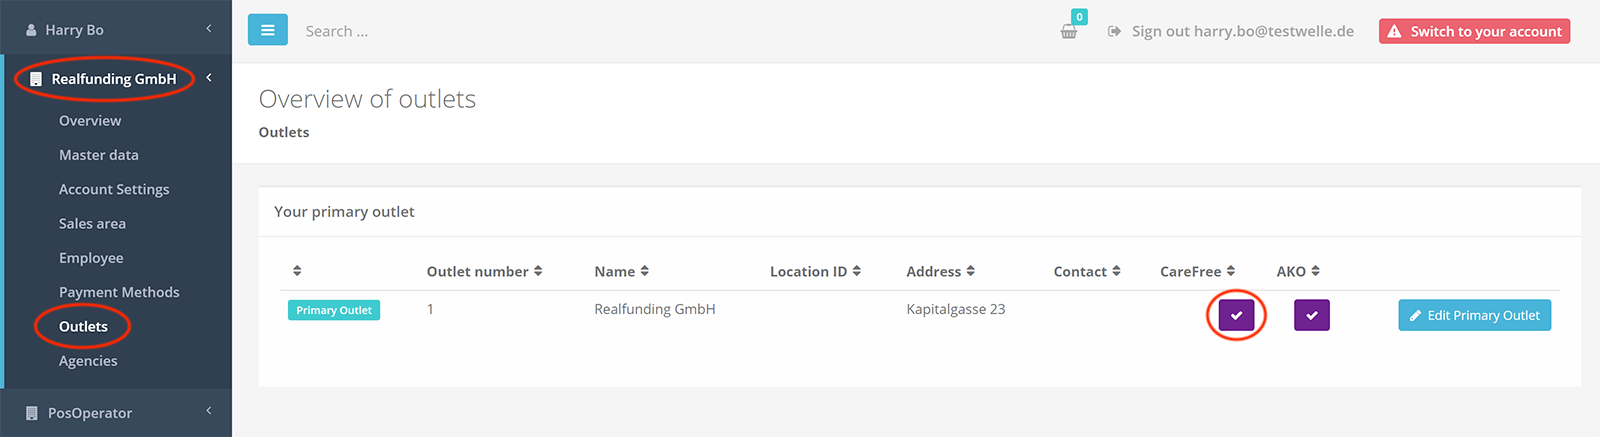 Harry Bo
Search ...
0
Sign out harry.bo@testwelle.de
Switch to your account
Realfunding GmbH
Overview
Master data
Account Settings
Sales area
Employee
Payment Methods
Outlets
Agencies
PosOperator
Overview of outlets
Outlets
Your primary outlet
Outlet number Name Location ID Address Contact CareFree AKO
Primary Outlet 1 Realfunding GmbH Kapitalgasse 23 Edit Primary Outlet